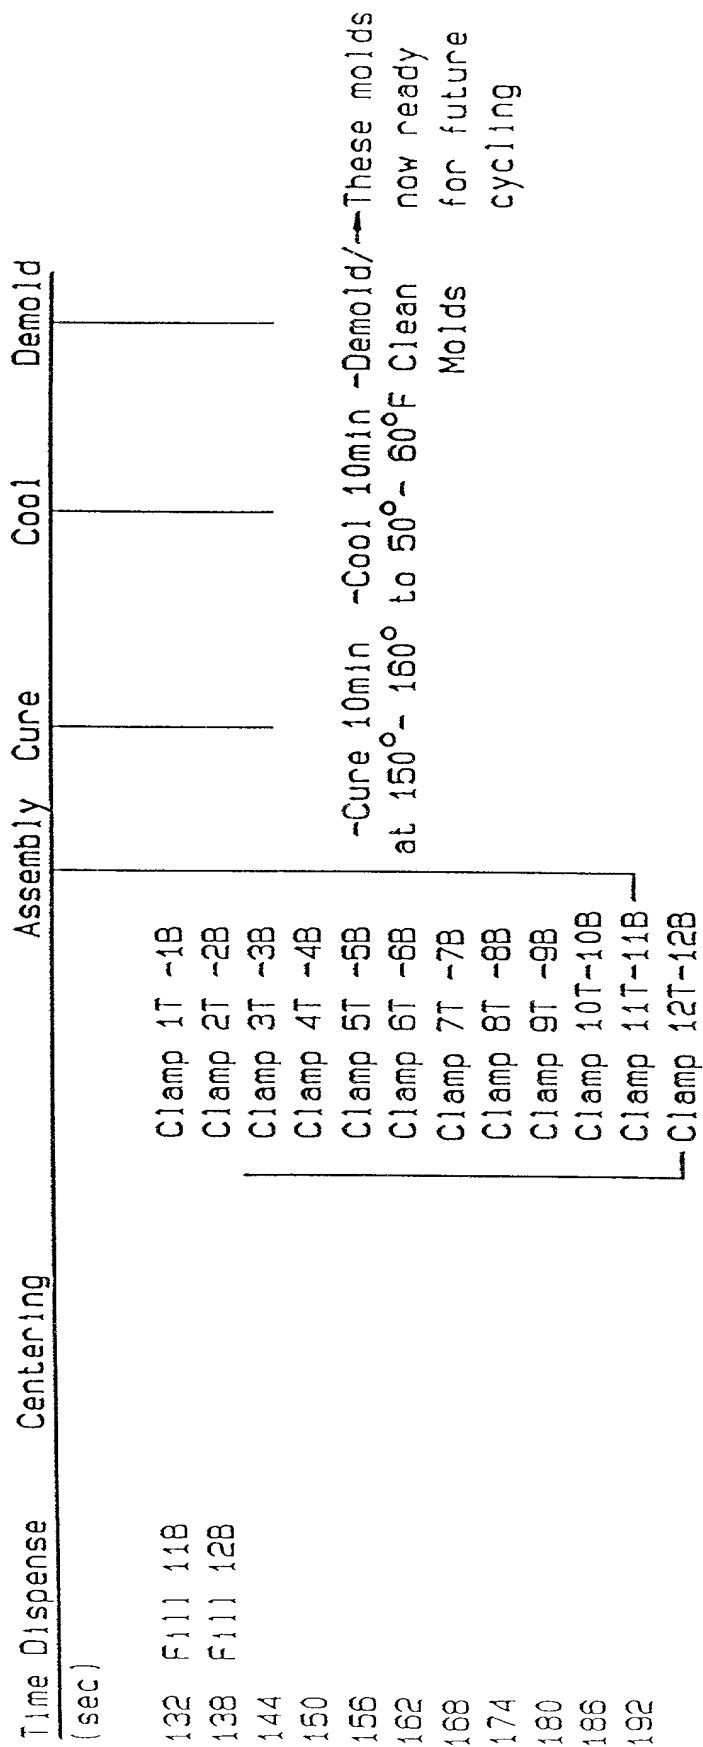 Time Dispense Centering Assembly Cure Cool Demold
(sec)
132 Fill 11B Clamp 1T -1B
138 Fill 12B Clamp 2T -2B
144 Clamp 3T -3B
150 Clamp 4T -4B
156 Clamp 5T -5B -Cure 10min -Cool 10min -Demold/→These molds
162 Clamp 6T -6B at 150°- 160° to 50°- 60°F Clean now ready
168 Clamp 7T -7B Molds for future
174 Clamp 8T -8B cycling
180 Clamp 9T -9B
186 Clamp 10T-10B
192 Clamp 11T-11B
Clamp 12T-12B